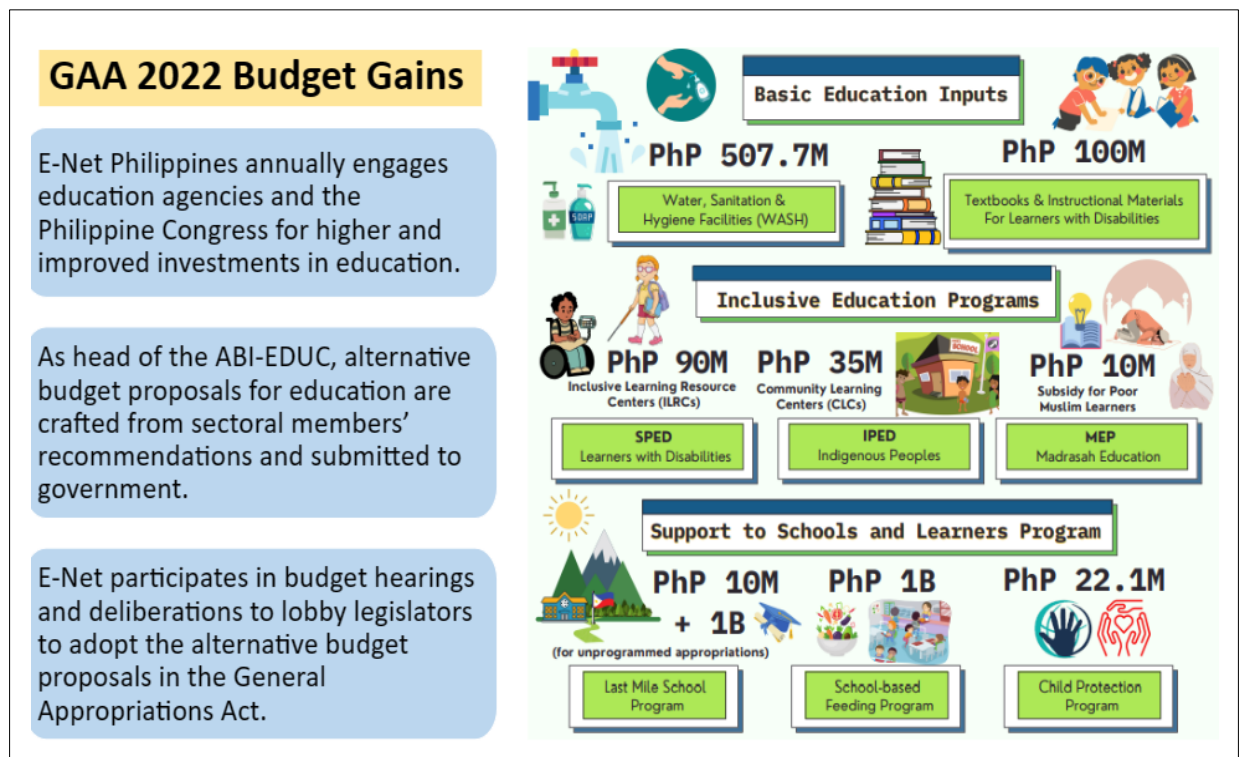 GAA 2022 Budget Gains
E-Net Philippines annually engages
education agencies and the
Philippine Congress for higher and
improved investments in education.
As head of the ABI-EDUC, alternative
budget proposals for education are
crafted from sectoral members’
recommendations and submitted to
government.
E-Net participates in budget hearings
and deliberations to lobby legislators
to adopt the alternative budget
proposals in the General
Appropriations Act.
Basic Education Inputs
PhP 507.7M
Water, Sanitation &
Hygiene Facilities (WASH)
SOAP
PhP 100M
Textbooks & Instructional Materials
For Learners with Disabilities
Inclusive Education Programs
PhP 90M
Inclusive Learning Resource
Centers (ILRCs)
SPED
Learners with Disabilities
PhP 35M
Community Learning
Centers (CLCs)
SCHOOL
IPED
Indigenous Peoples
PhP 10M
Subsidy for Poor
Muslim Learners
MEP
Madrasah Education
Support to Schools and Learners Program
PhP 10M
+ 1B
(for unprogrammed appropriations)
Last Mile School
Program
PhP 1B
School-based
Feeding Program
PhP 22.1M
Child Protection
Program